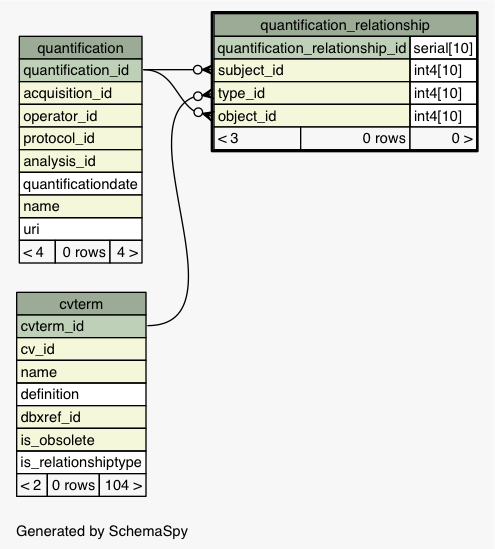 quantification_relationship
quantification_relationship_id serial[10]
subject_id int4[10]
type_id int4[10]
object_id int4[10]
< 3 0 rows 0 >
quantification
quantification_id
acquisition_id
operator_id
protocol_id
analysis_id
quantificationdate
name
uri
< 4 0 rows 4 >
cvterm
cvterm_id
cv_id
name
definition
dbxref_id
is_obsolete
is_relationshiptype
< 2 0 rows 104 >
Generated by SchemaSpy